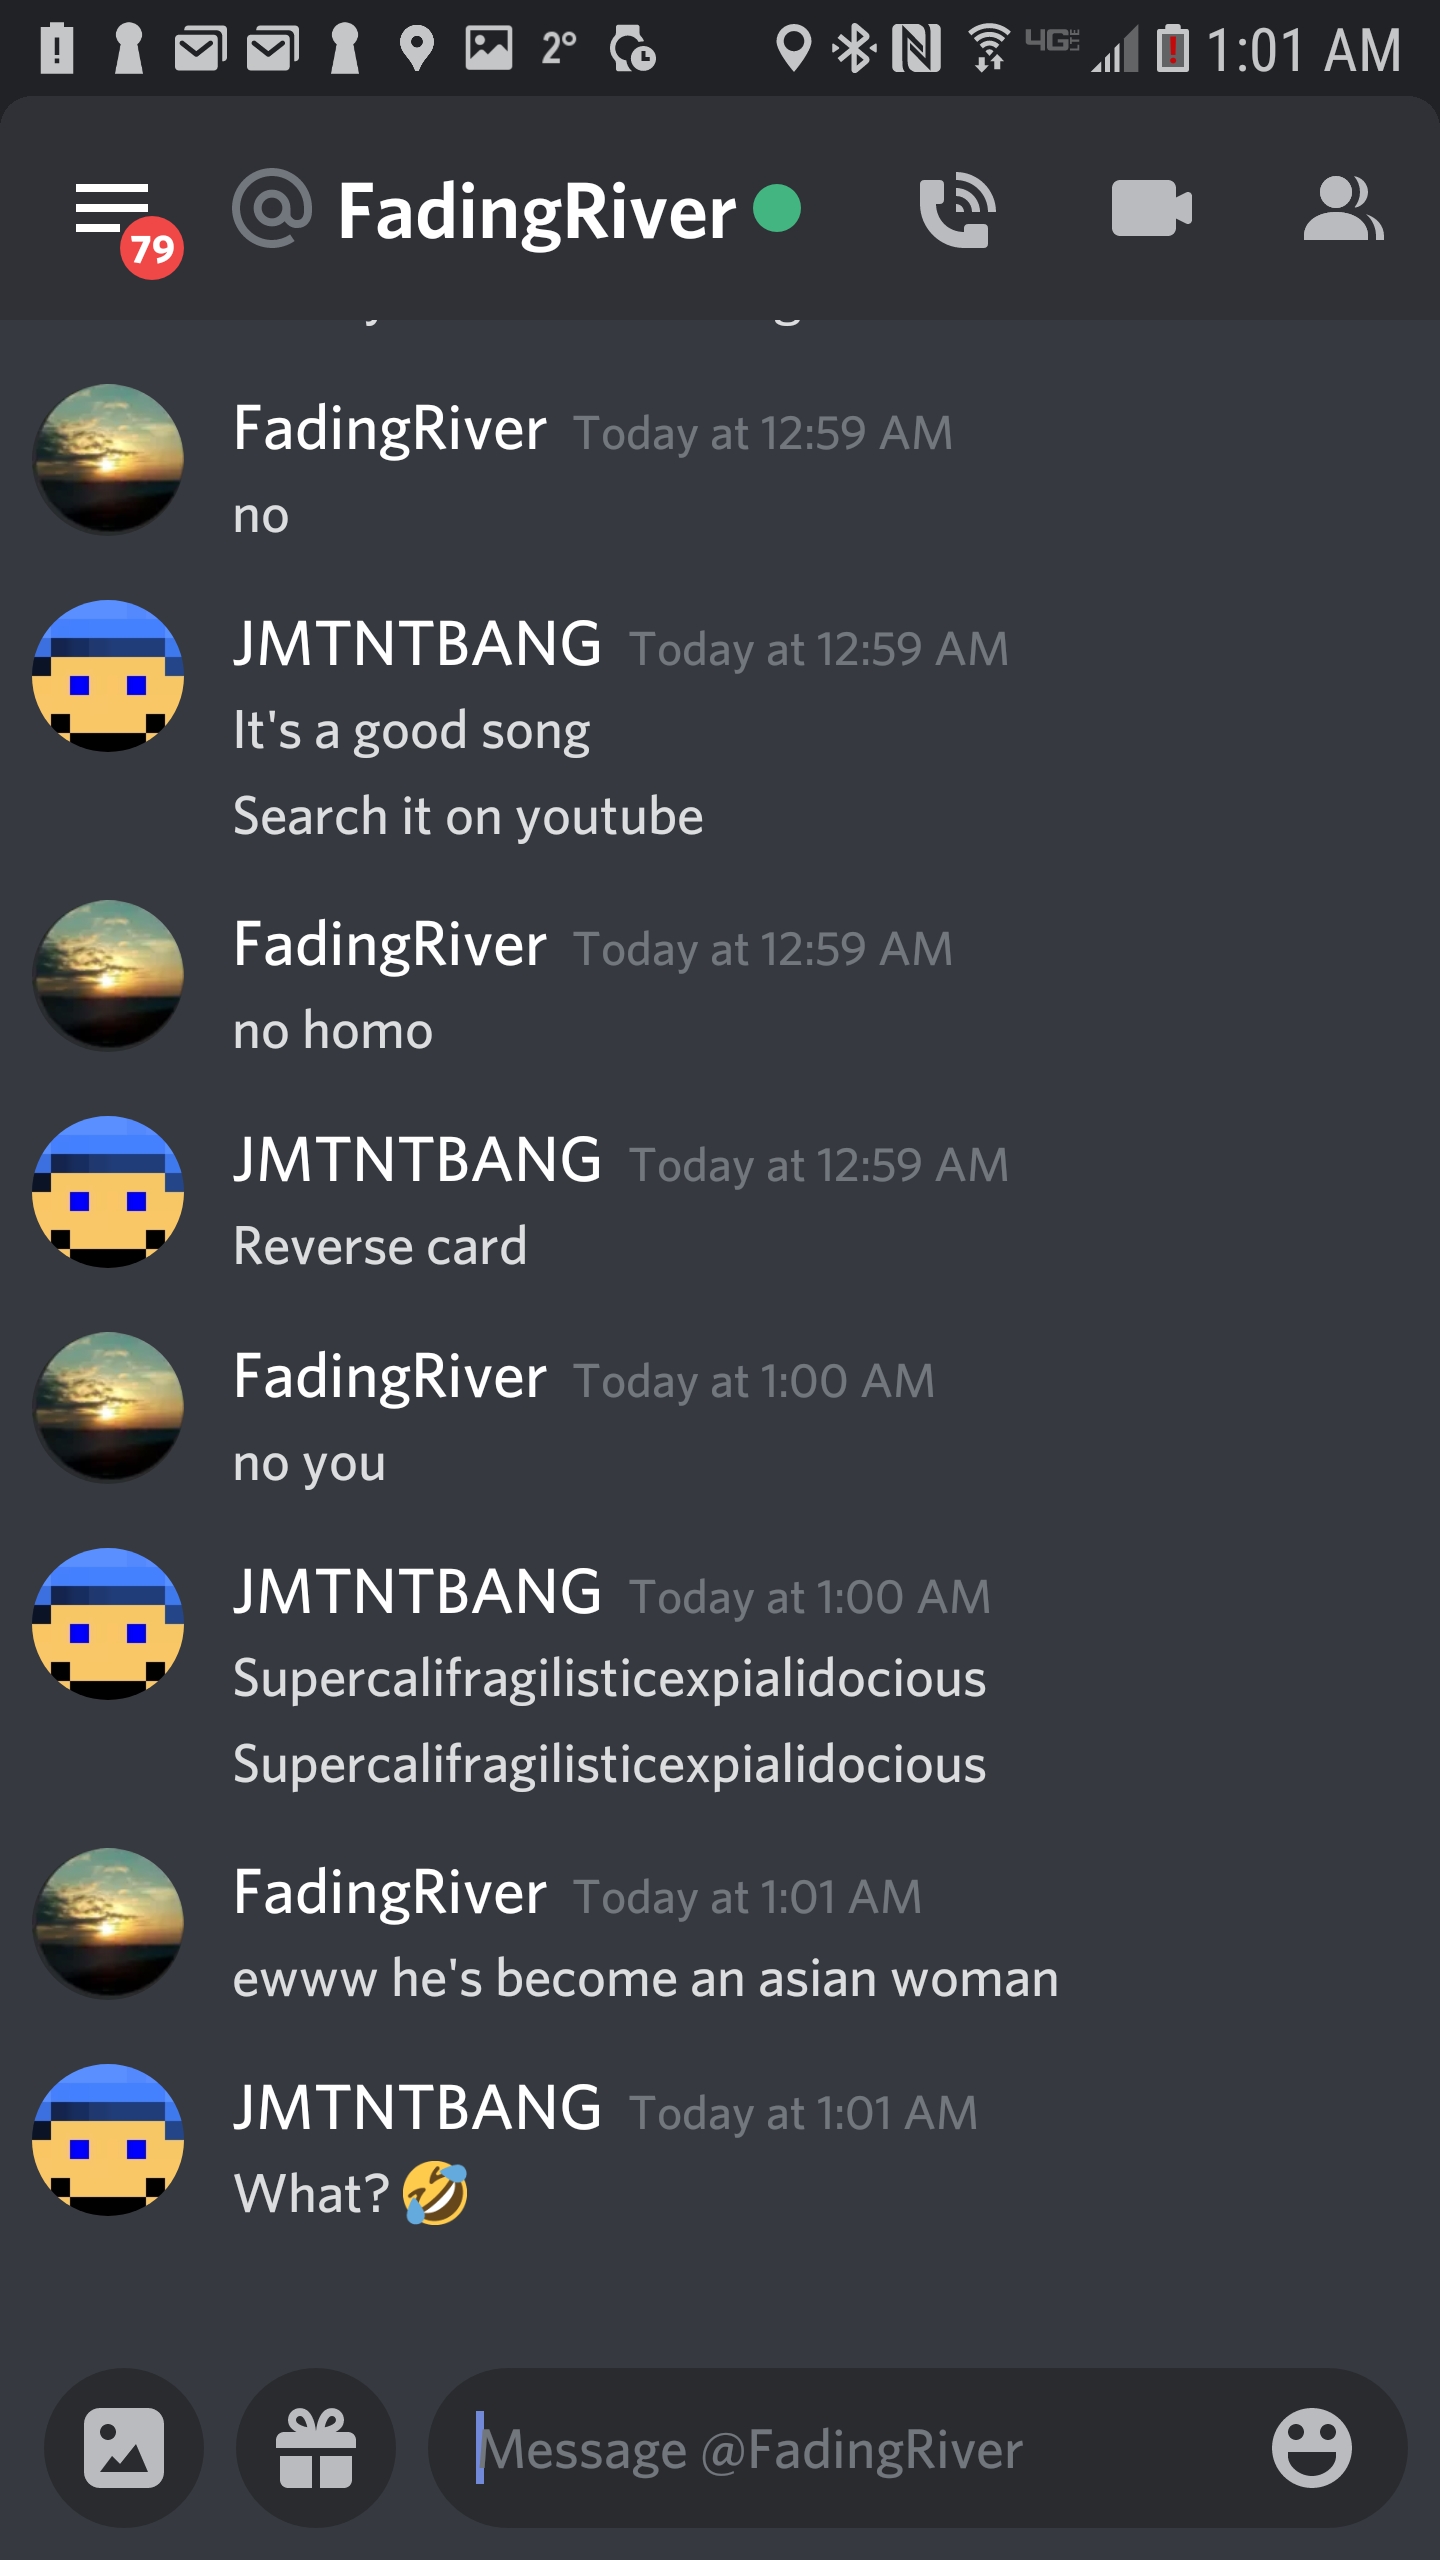 2° 4G LTE 1:01 AM
79
FadingRiver
FadingRiver Today at 12:59 AM
no
JMTNTBANG Today at 12:59 AM
It's a good song
Search it on youtube
FadingRiver Today at 12:59 AM
no homo
JMTNTBANG Today at 12:59 AM
Reverse card
FadingRiver Today at 1:00 AM
no you
JMTNTBANG Today at 1:00 AM
Supercalifragilisticexpialidocious
Supercalifragilisticexpialidocious
FadingRiver Today at 1:01 AM
ewww he's become an asian woman
JMTNTBANG Today at 1:01 AM
What? 🤣
Message @FadingRiver